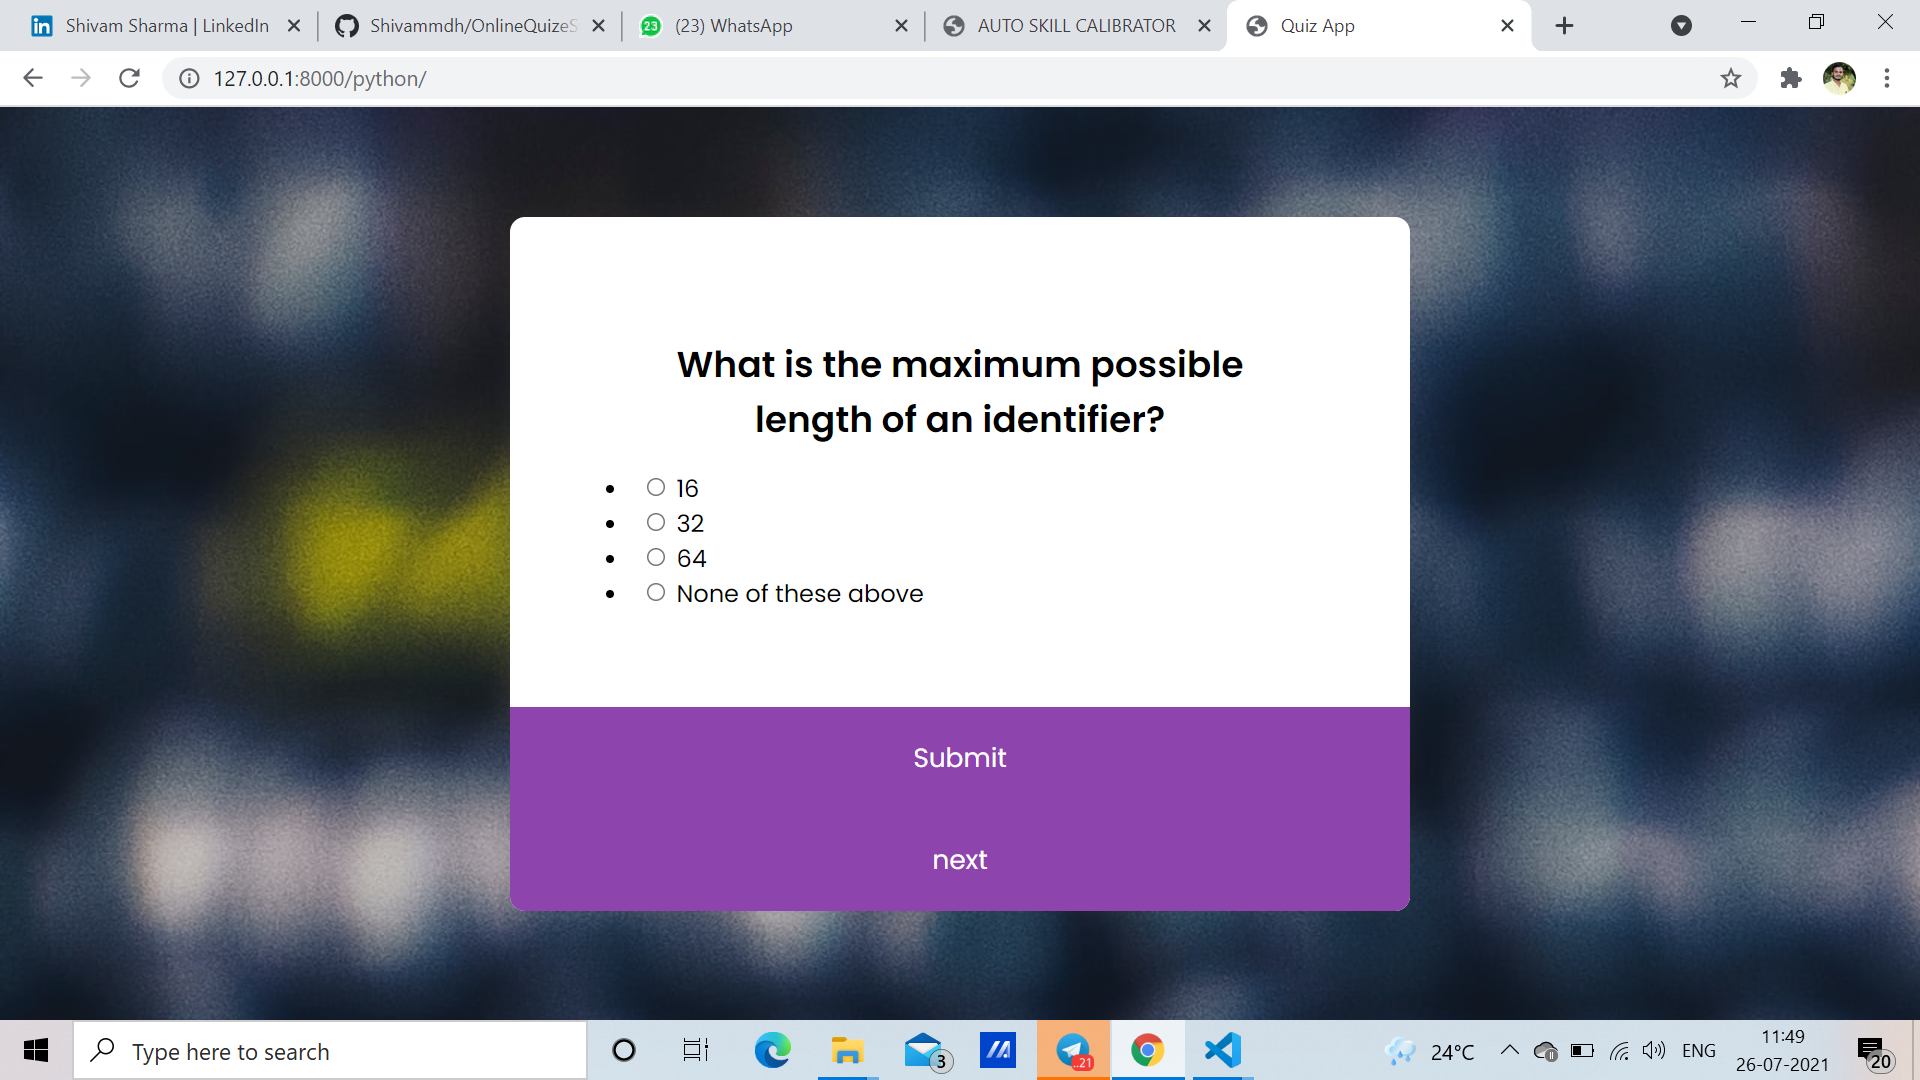 Shivam Sharma | LinkedIn
Shivammdh/OnlineQuizeS
23
(23) WhatsApp
AUTO SKILL CALIBRATOR
Quiz App
127.0.0.1:8000/python/
What is the maximum possible
length of an identifier?
16
32
64
None of these above
Submit
next
Type here to search
3
..21
24°C
ENG
11:49
26-07-2021
20